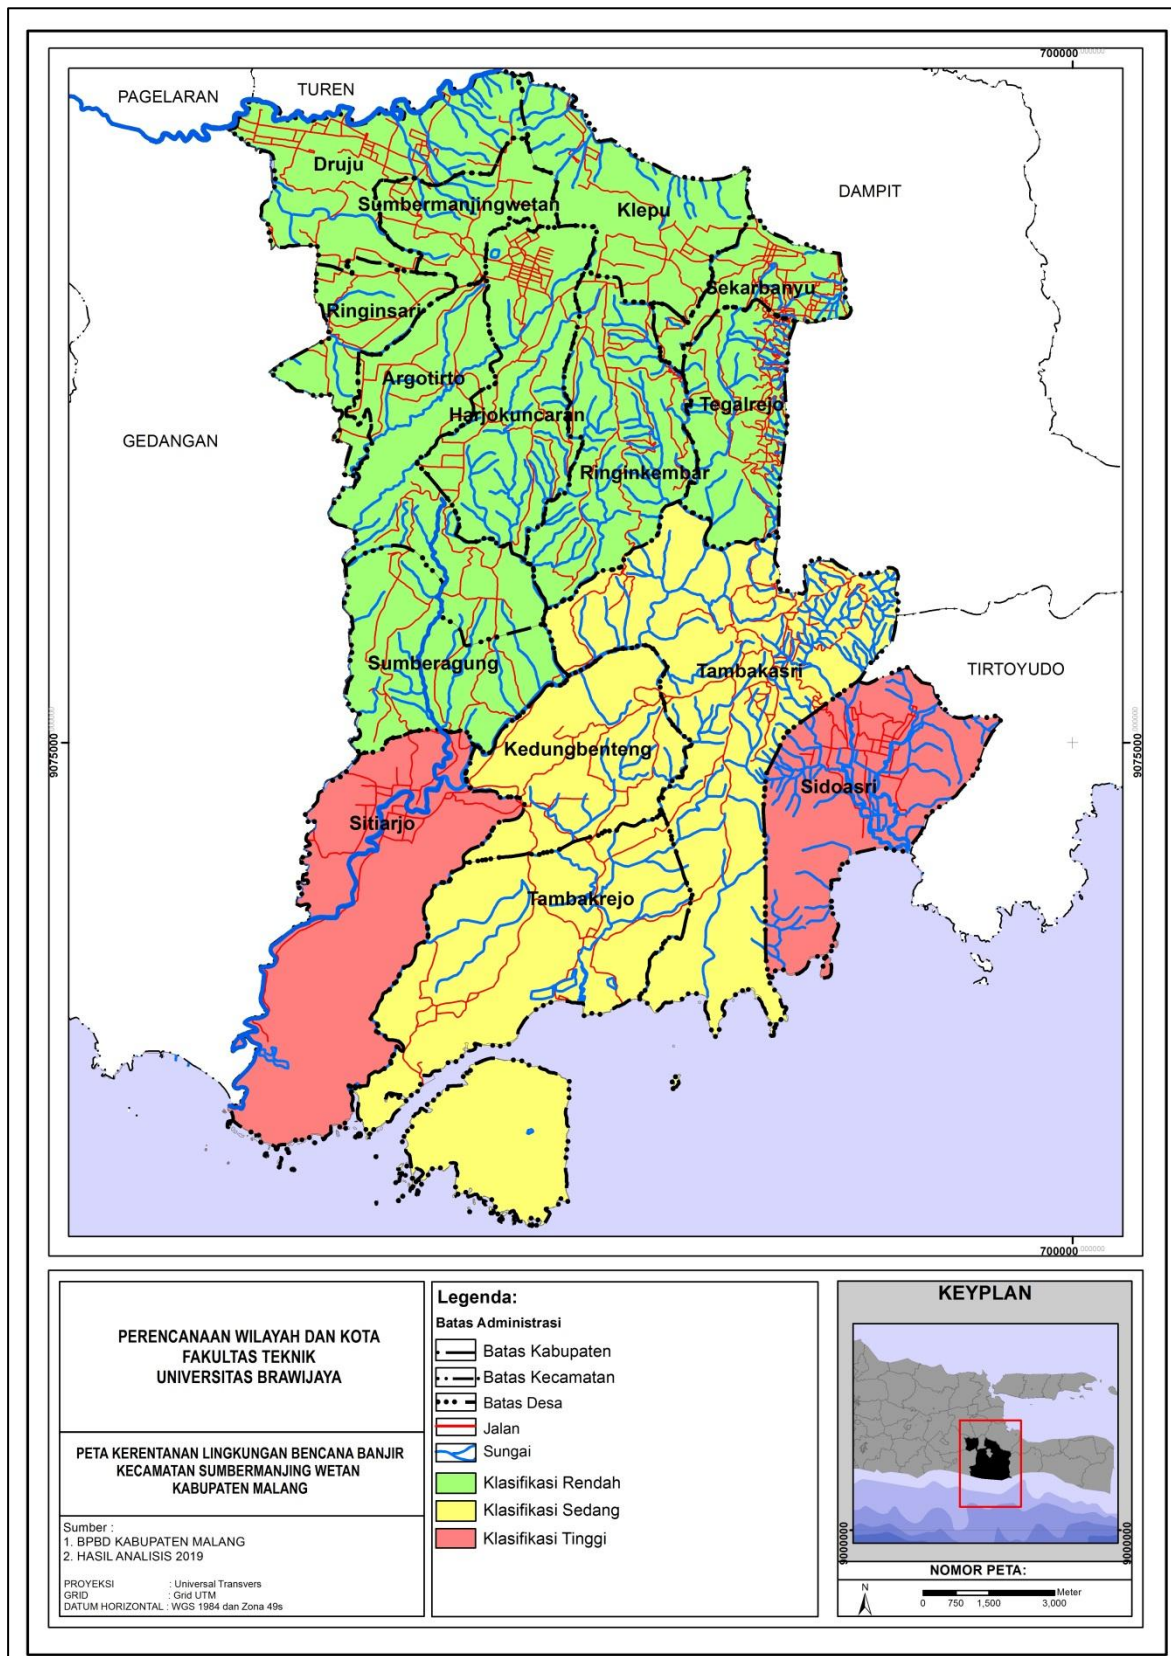 700000.000000
PAGELARAN
TUREN
Druju
DAMPIT
Sumbermanjingwetan
Klepu
Sekarbanyu
Ringinsari
Argotirto
Tegalrejo
Harjokuncaran
GEDANGAN
Ringinkembar
Sumberagung
Tambakasri
TIRTOYUDO
9075000
Kedungbenteng
9075000
Sidoasri
Sitiarjo
Tambakrejo
700000.000000
PERENCANAAN WILAYAH DAN KOTA
FAKULTAS TEKNIK
UNIVERSITAS BRAWIJAYA
PETA KERENTANAN LINGKUNGAN BENCANA BANJIR
KECAMATAN SUMBERMANJING WETAN
KABUPATEN MALANG
Sumber :
1. BPBD KABUPATEN MALANG
2. HASIL ANALISIS 2019
PROYEKSI : Universal Transvers
GRID : Grid UTM
DATUM HORIZONTAL : WGS 1984 dan Zona 49s
Legenda:
Batas Administrasi
Batas Kabupaten
Batas Kecamatan
Batas Desa
Jalan
Sungai
Klasifikasi Rendah
Klasifikasi Sedang
Klasifikasi Tinggi
KEYPLAN
9000000
9000000
NOMOR PETA:
N
Meter
0 750 1,500 3,000